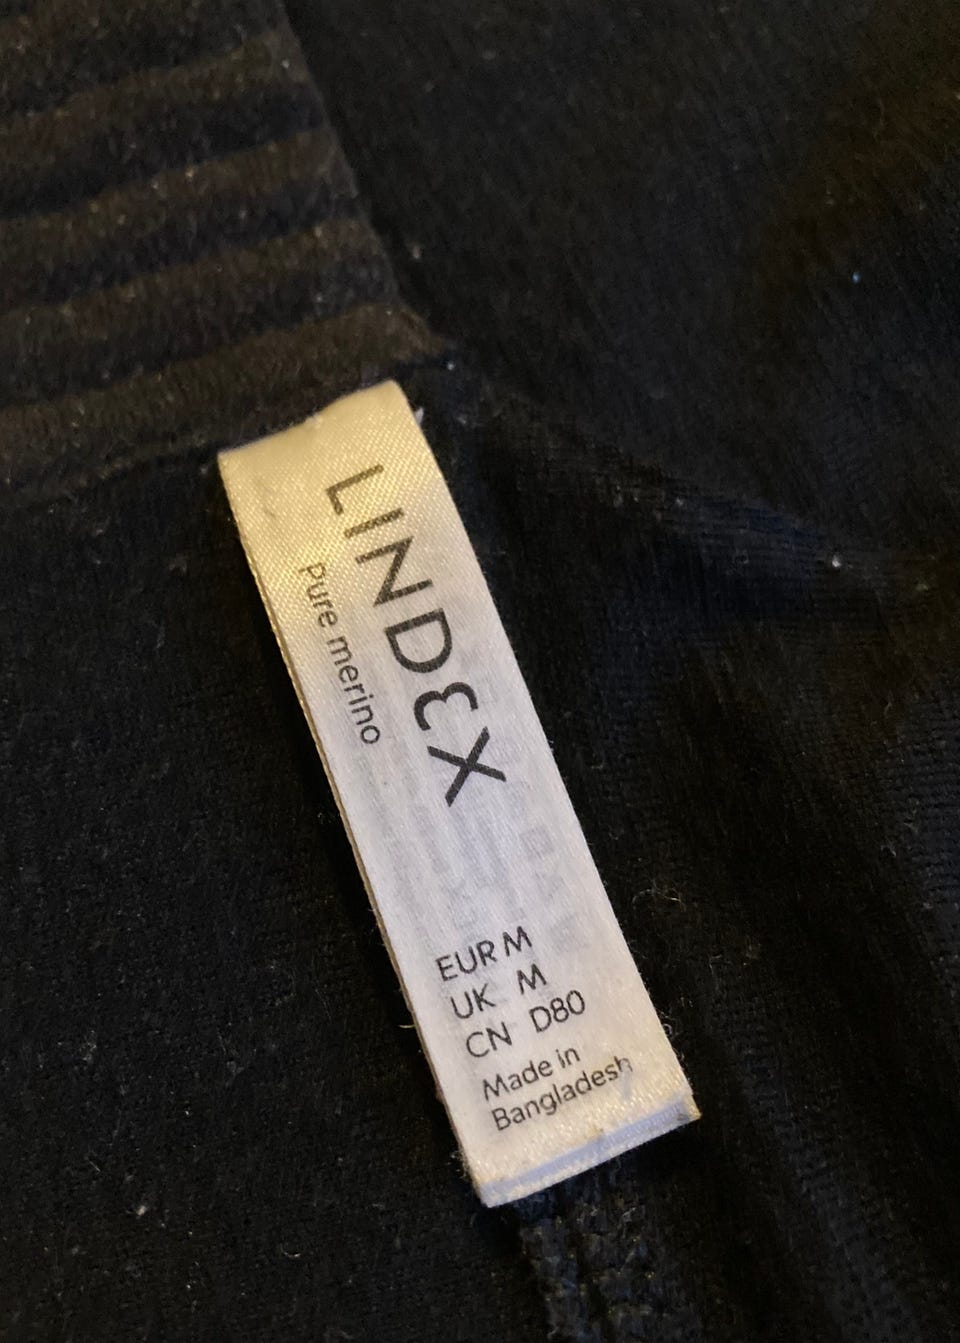 LINDEX
Pure merino
EUR M
UK M
CN D80
Made in
Bangladesh